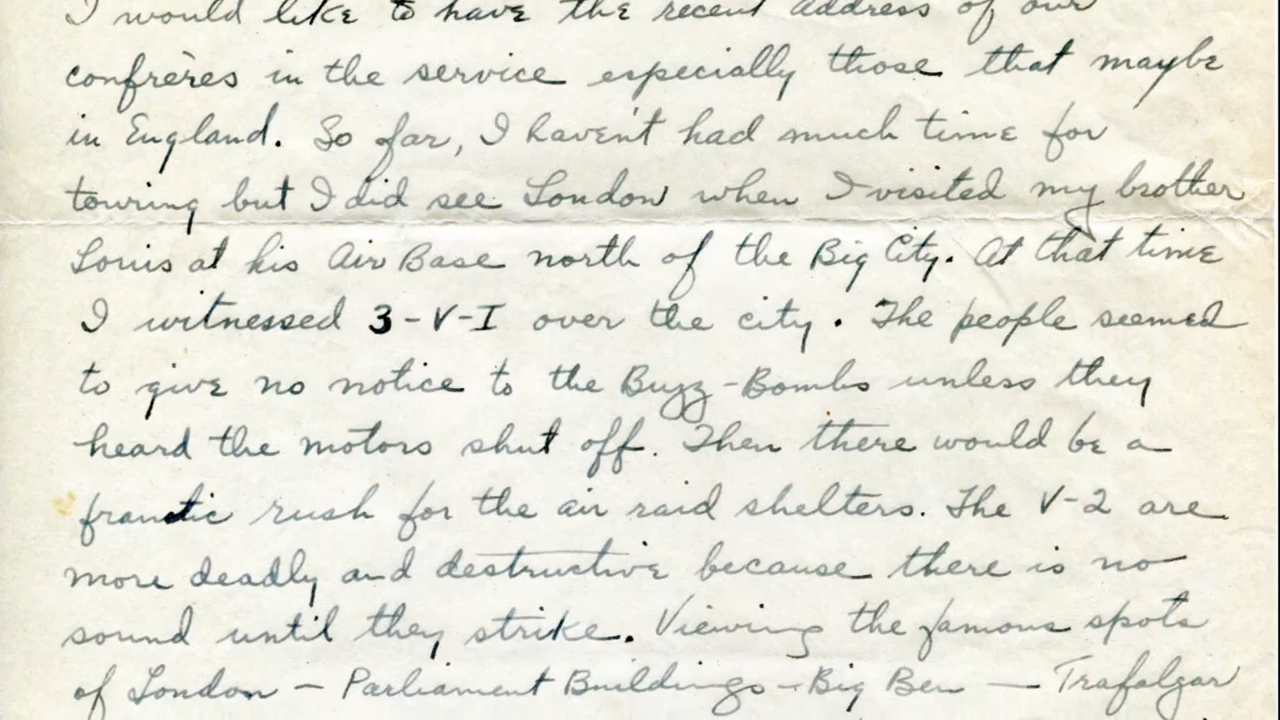 I would like to have the recent address of our
confrères in the service especially those that maybe
in England. So far, I haven't had much time for
touring but I did see London when I visited my brother
Louis at his Air Base north of the Big City. At that time
I witnessed 3-V-I over the city. The people seemed
to give no notice to the Buzz-Bombs unless they
heard the motors shut off. Then there would be a
frantic rush for the air raid shelters. The V-2 are
more deadly and destructive because there is no
sound until they strike. Viewing the famous spots
of London - Parliament Buildings - Big Ben — Trafalgar